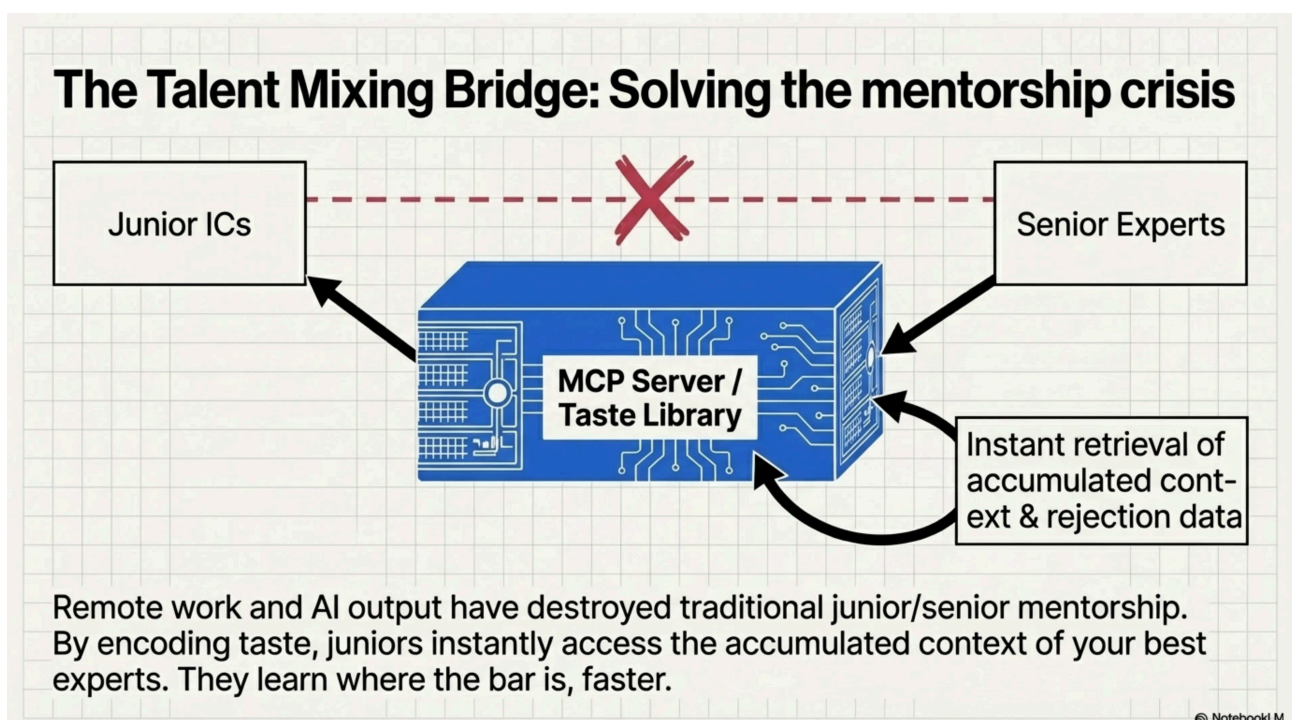 The Talent Mixing Bridge: Solving the mentorship crisis
Junior ICs
Senior Experts
MCP Server /
Taste Library
Instant retrieval of
accumulated cont-
ext & rejection data
Remote work and AI output have destroyed traditional junior/senior mentorship.
By encoding taste, juniors instantly access the accumulated context of your best
experts. They learn where the bar is, faster.
NotebookLM